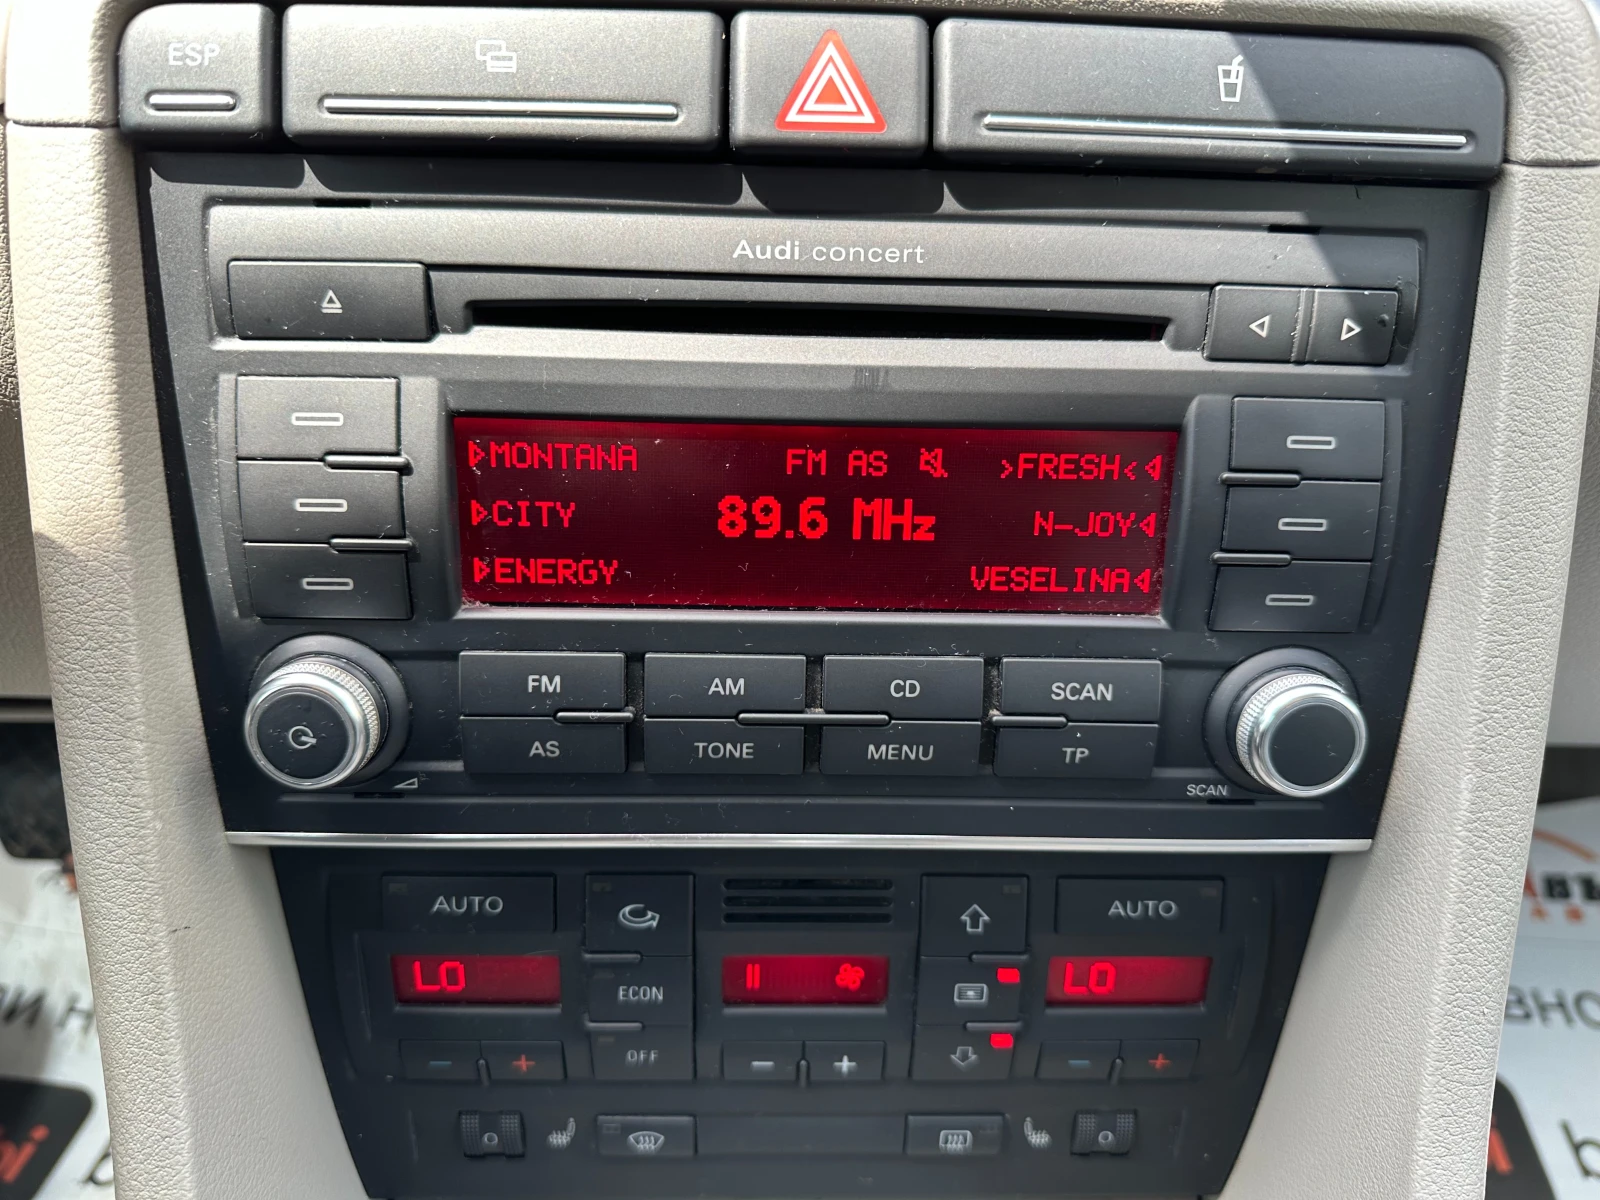 ESP
Audi concert
MONTANA FM AS >FRESH<
CITY 89.6 MHz N-JOY
ENERGY VESELINA
FM AM CD SCAN
AS TONE MENU TP
SCAN
AUTO AUTO
LO ECON LO
OFF